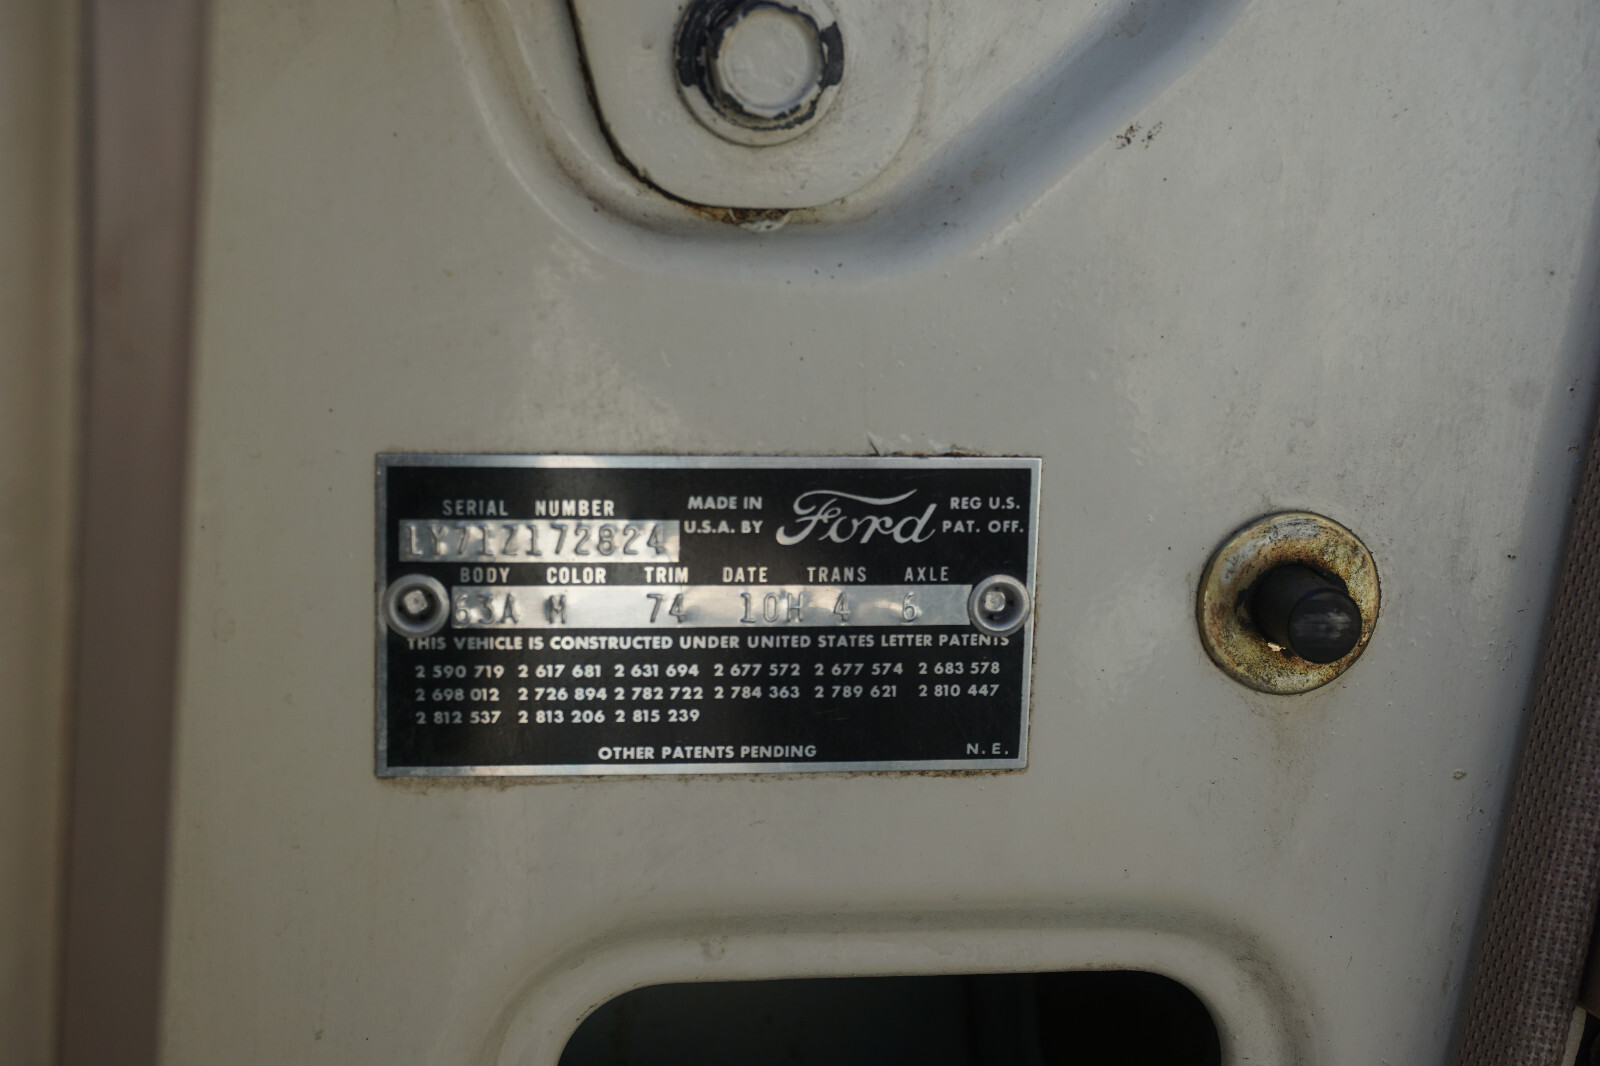 SERIAL NUMBER
MADE IN
U.S.A. BY
Ford
REG U.S.
PAT. OFF.
1Y71Z172824
BODY COLOR TRIM DATE TRANS AXLE
63A M 74 10H 4 6
THIS VEHICLE IS CONSTRUCTED UNDER UNITED STATES LETTER PATENTS
2 590 719 2 617 681 2 631 694 2 677 572 2 677 574 2 683 578
2 698 012 2 726 894 2 782 722 2 784 363 2 789 621 2 810 447
2 812 537 2 813 206 2 815 239
OTHER PATENTS PENDING
N. E.